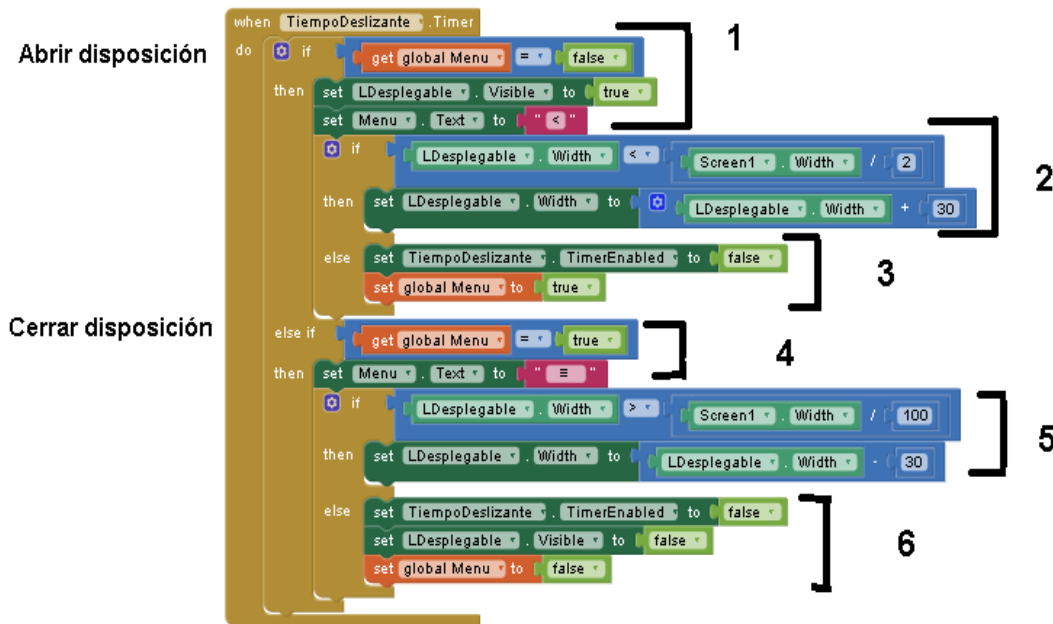 when TiempoDeslizante .Timer
Abrir disposición
do if get global Menu = false
1
then set LDesplegable . Visible to true
set Menu . Text to " < "
if LDesplegable . Width < Screen1 . Width / 2
2
then set LDesplegable . Width to LDesplegable . Width + 30
else set TiempoDeslizante . TimerEnabled to false
3
set global Menu to true
Cerrar disposición
else if get global Menu = true
4
then set Menu . Text to " ≡ "
if LDesplegable . Width > Screen1 . Width / 100
5
then set LDesplegable . Width to LDesplegable . Width - 30
else set TiempoDeslizante . TimerEnabled to false
set LDesplegable . Visible to false
6
set global Menu to false